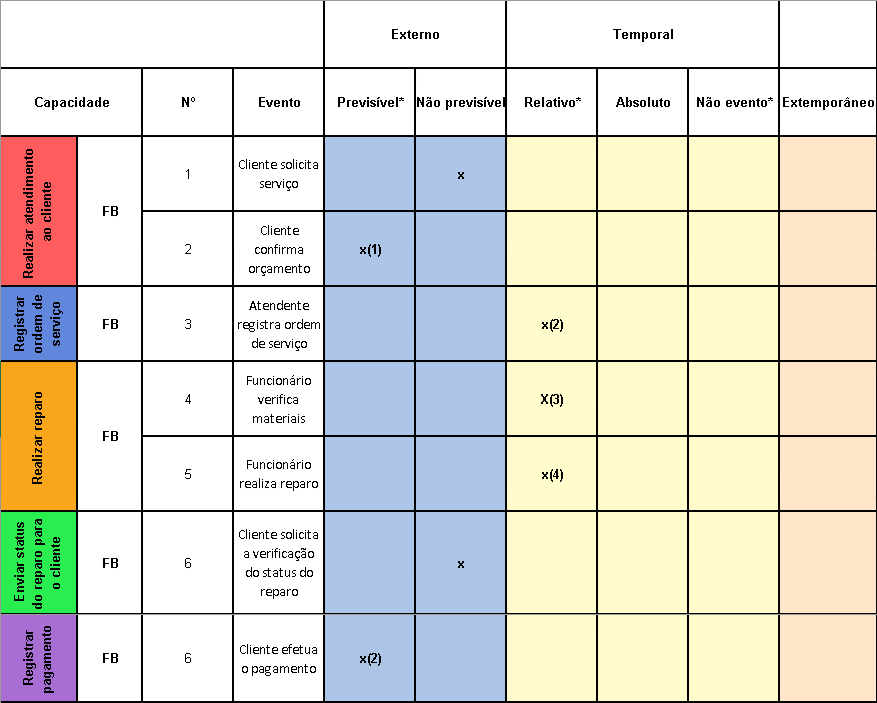 Externo
Temporal
Capacidade
Nº
Evento
Previsível*
Não previsível
Relativo*
Absoluto
Não evento*
Extemporâneo
Realizar atendimento
ao cliente
FB
1
Cliente solicita
serviço
x
2
Cliente
confirma
orçamento
x(1)
Registrar
ordem de
serviço
FB
3
Atendente
registra ordem
de serviço
x(2)
Realizar reparo
FB
4
Funcionário
verifica
materiais
X(3)
5
Funcionário
realiza reparo
x(4)
Enviar status
do reparo para
o cliente
FB
6
Cliente solicita
a verificação
do status do
reparo
x
Registrar
pagamento
FB
6
Cliente efetua
o pagamento
x(2)